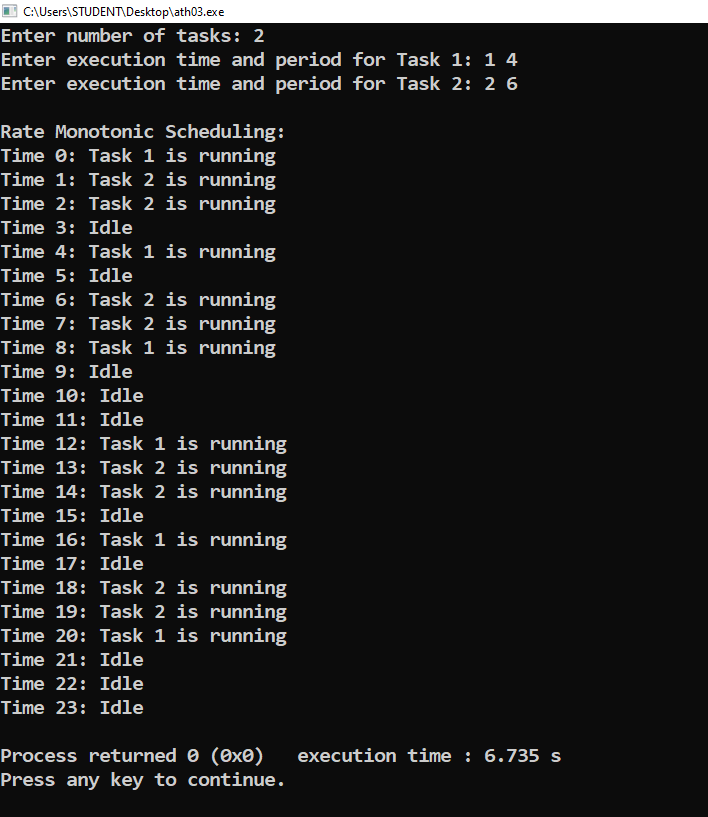 C:\Users\STUDENT\Desktop\ath03.exe
Enter number of tasks: 2
Enter execution time and period for Task 1: 1 4
Enter execution time and period for Task 2: 2 6
Rate Monotonic Scheduling:
Time 0: Task 1 is running
Time 1: Task 2 is running
Time 2: Task 2 is running
Time 3: Idle
Time 4: Task 1 is running
Time 5: Idle
Time 6: Task 2 is running
Time 7: Task 2 is running
Time 8: Task 1 is running
Time 9: Idle
Time 10: Idle
Time 11: Idle
Time 12: Task 1 is running
Time 13: Task 2 is running
Time 14: Task 2 is running
Time 15: Idle
Time 16: Task 1 is running
Time 17: Idle
Time 18: Task 2 is running
Time 19: Task 2 is running
Time 20: Task 1 is running
Time 21: Idle
Time 22: Idle
Time 23: Idle
Process returned 0 (0x0)   execution time : 6.735 s
Press any key to continue.